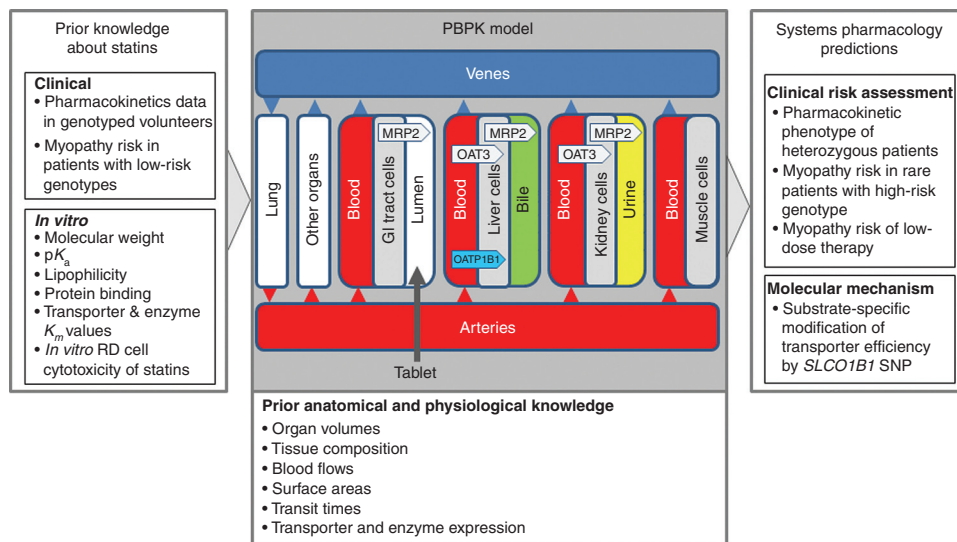 Prior knowledge
about statins
Clinical
• Pharmacokinetics data
in genotyped volunteers
• Myopathy risk in
patients with low-risk
genotypes
In vitro
• Molecular weight
• pKa
• Lipophilicity
• Protein binding
• Transporter & enzyme
Km values
• In vitro RD cell
cytotoxicity of statins
PBPK model
Venes
Lung
Other organs
Blood
GI tract cells
Lumen
MRP2
Blood
Liver cells
Bile
MRP2
OAT3
OATP1B1
Blood
Kidney cells
Urine
MRP2
OAT3
Blood
Muscle cells
Arteries
Tablet
Prior anatomical and physiological knowledge
• Organ volumes
• Tissue composition
• Blood flows
• Surface areas
• Transit times
• Transporter and enzyme expression
Systems pharmacology
predictions
Clinical risk assessment
• Pharmacokinetic
phenotype of
heterozygous patients
• Myopathy risk in rare
patients with high-risk
genotype
• Myopathy risk of low-
dose therapy
Molecular mechanism
• Substrate-specific
modification of
transporter efficiency
by SLCO1B1 SNP